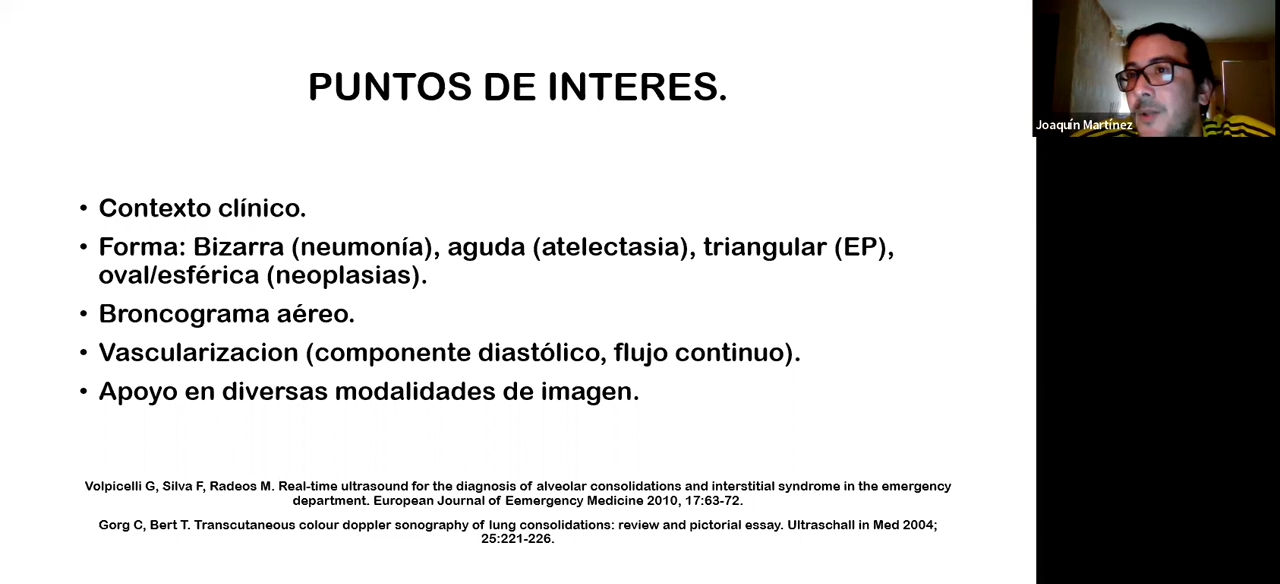 PUNTOS DE INTERES.
• Contexto clínico.
• Forma: Bizarra (neumonía), aguda (atelectasia), triangular (EP),
oval/esférica (neoplasias).
• Broncograma aéreo.
• Vascularizacion (componente diastólico, flujo continuo).
• Apoyo en diversas modalidades de imagen.
Volpicelli G, Silva F, Radeos M. Real-time ultrasound for the diagnosis of alveolar consolidations and interstitial syndrome in the emergency
department. European Journal of Eemergency Medicine 2010, 17:63-72.
Gorg C, Bert T. Transcutaneous colour doppler sonography of lung consolidations: review and pictorial essay. Ultraschall in Med 2004;
25:221-226.
Joaquín Martínez